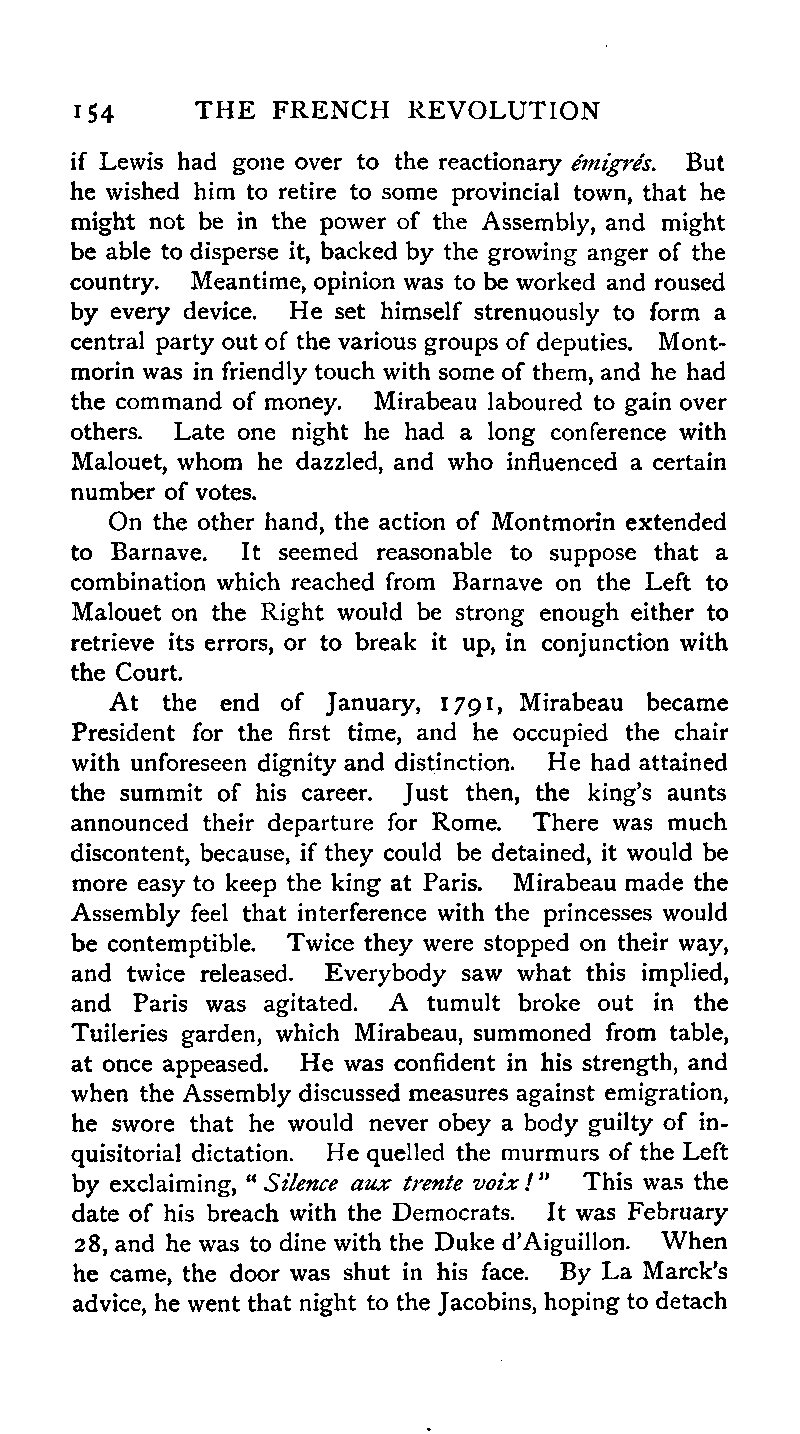 154 THE FRENCH REVOLUTION
if Lewis had gone over to the reactionary émigrés. But
he wished him to retire to some provincial town, that he
might not be in the power of the Assembly, and might
be able to disperse it, backed by the growing anger of the
country. Meantime, opinion was to be worked and roused
by every device. He set himself strenuously to form a
central party out of the various groups of deputies. Mont-
morin was in friendly touch with some of them, and he had
the command of money. Mirabeau laboured to gain over
others. Late one night he had a long conference with
Malouet, whom he dazzled, and who influenced a certain
number of votes.
On the other hand, the action of Montmorin extended
to Barnave. It seemed reasonable to suppose that a
combination which reached from Barnave on the Left to
Malouet on the Right would be strong enough either to
retrieve its errors, or to break it up, in conjunction with
the Court.
At the end of January, 1791, Mirabeau became
President for the first time, and he occupied the chair
with unforeseen dignity and distinction. He had attained
the summit of his career. Just then, the king's aunts
announced their departure for Rome. There was much
discontent, because, if they could be detained, it would be
more easy to keep the king at Paris. Mirabeau made the
Assembly feel that interference with the princesses would
be contemptible. Twice they were stopped on their way,
and twice released. Everybody saw what this implied,
and Paris was agitated. A tumult broke out in the
Tuileries garden, which Mirabeau, summoned from table,
at once appeased. He was confident in his strength, and
when the Assembly discussed measures against emigration,
he swore that he would never obey a body guilty of in-
quisitorial dictation. He quelled the murmurs of the Left
by exclaiming, "Silence aux trente voix!" This was the
date of his breach with the Democrats. It was February
28, and he was to dine with the Duke d'Aiguillon. When
he came, the door was shut in his face. By La Marck's
advice, he went that night to the Jacobins, hoping to detach